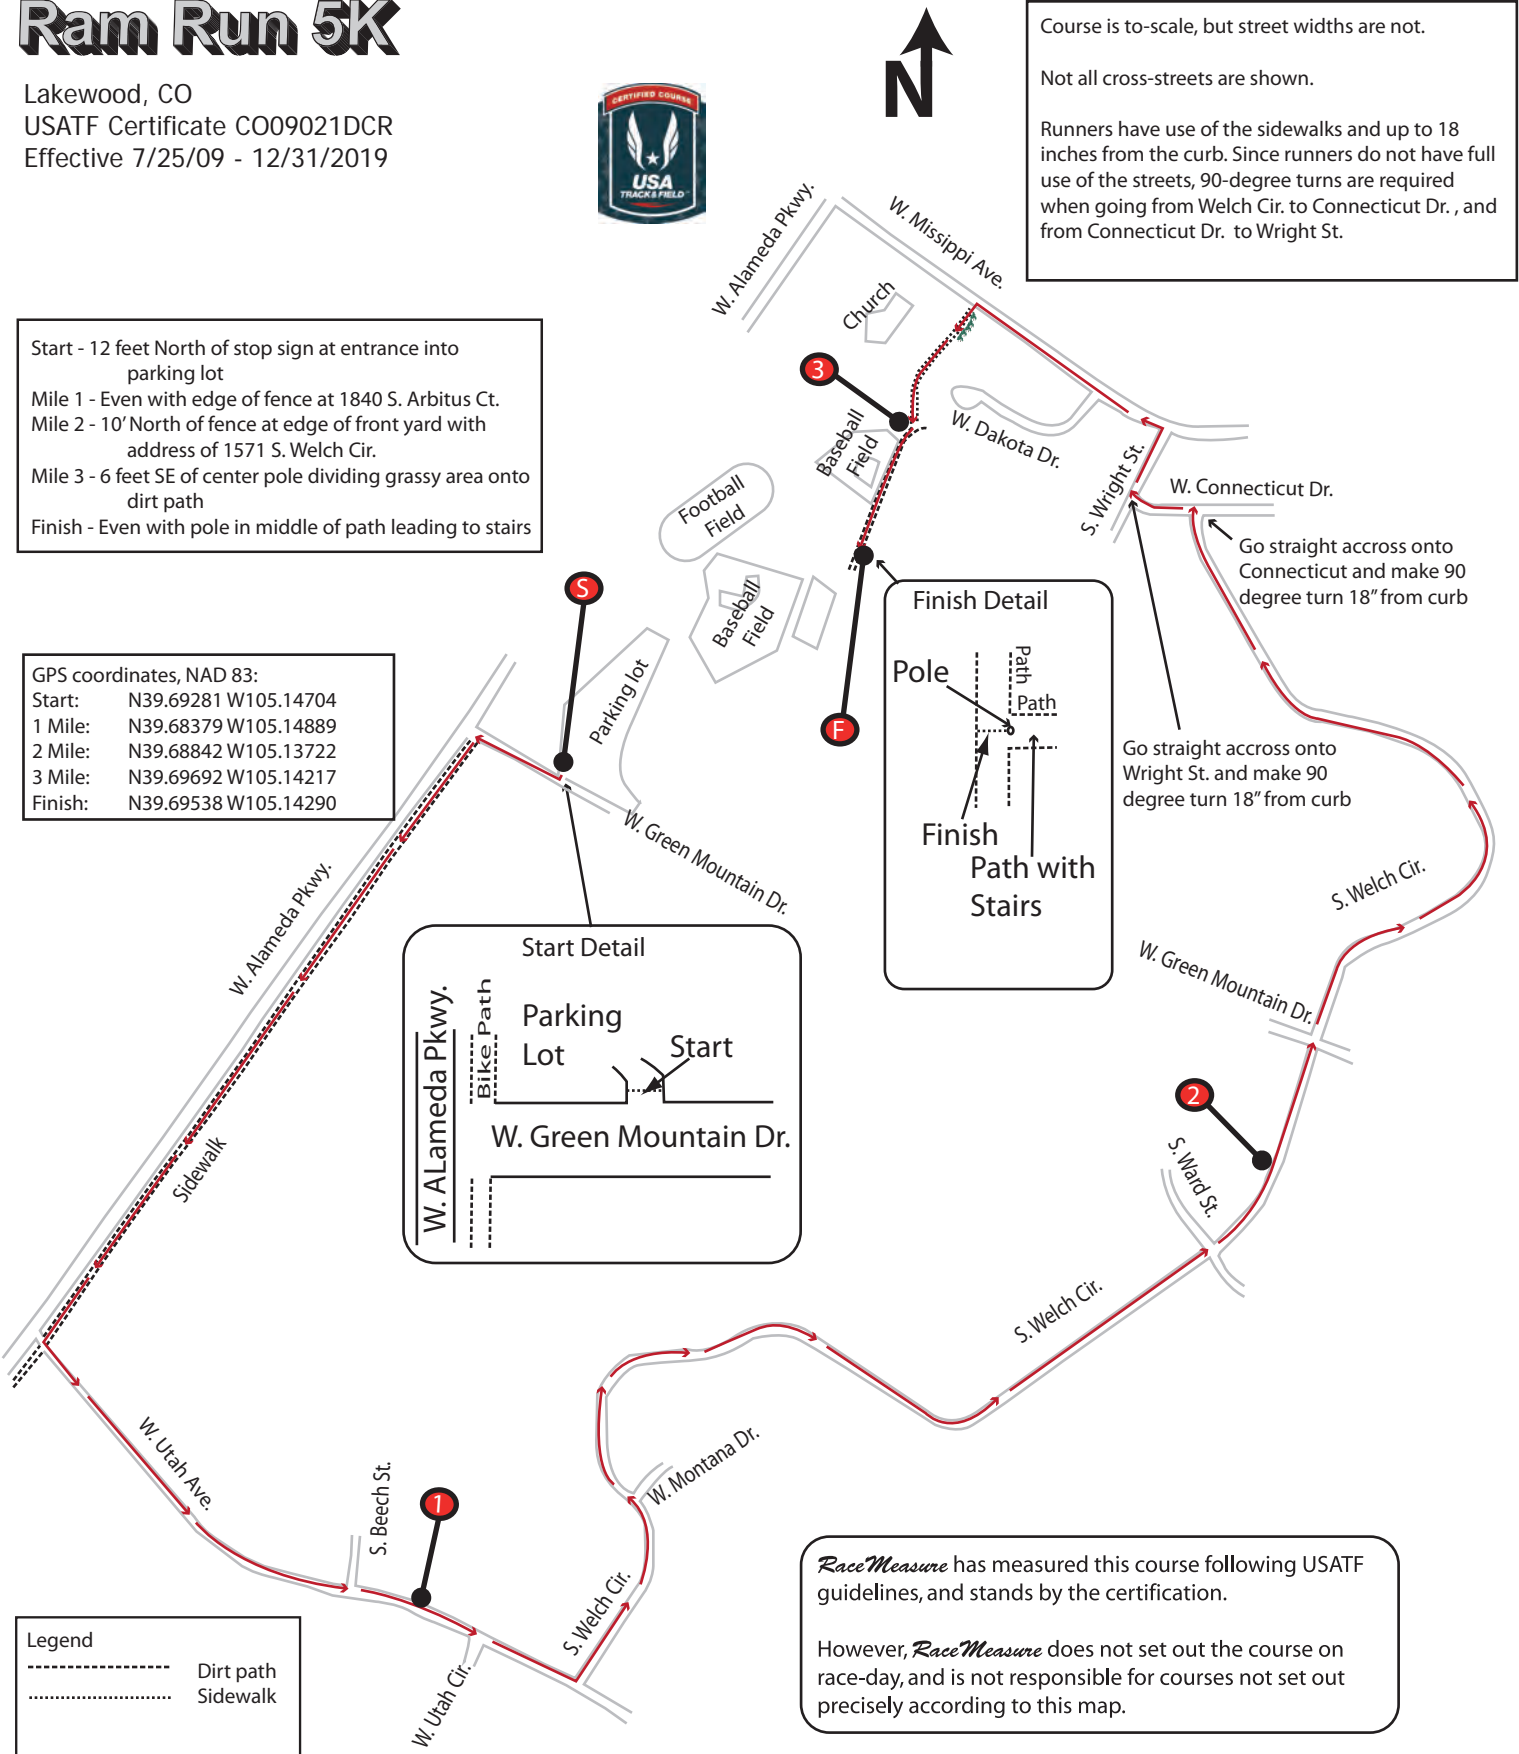 Ram Run 5K
Lakewood, CO
USATF Certificate CO09021DCR
Effective 7/25/09 - 12/31/2019
CERTIFIED COURSE
USA
TRACK & FIELD
N
Course is to-scale, but street widths are not.
Not all cross-streets are shown.
Runners have use of the sidewalks and up to 18
inches from the curb. Since runners do not have full
use of the streets, 90-degree turns are required
when going from Welch Cir. to Connecticut Dr. , and
from Connecticut Dr. to Wright St.
W. Alameda Pkwy.
W. Missippi Ave.
Church
Start - 12 feet North of stop sign at entrance into
parking lot
Mile 1 - Even with edge of fence at 1840 S. Arbitus Ct.
Mile 2 - 10' North of fence at edge of front yard with
address of 1571 S. Welch Cir.
Mile 3 - 6 feet SE of center pole dividing grassy area onto
dirt path
Finish - Even with pole in middle of path leading to stairs
3
Baseball
Field
W. Dakota Dr.
S. Wright St.
W. Connecticut Dr.
Football
Field
Go straight accross onto
Connecticut and make 90
degree turn 18" from curb
S
Baseball
Field
Parking lot
F
GPS coordinates, NAD 83:
Start: N39.69281 W105.14704
1 Mile: N39.68379 W105.14889
2 Mile: N39.68842 W105.13722
3 Mile: N39.69692 W105.14217
Finish: N39.69538 W105.14290
Finish Detail
Pole
Path
Path
Finish
Path with
Stairs
Go straight accross onto
Wright St. and make 90
degree turn 18" from curb
W. Green Mountain Dr.
W. Alameda Pkwy.
S. Welch Cir.
W. Green Mountain Dr.
Start Detail
W. ALameda Pkwy.
Bike Path
Parking
Lot
Start
W. Green Mountain Dr.
Sidewalk
2
S. Ward St.
S. Welch Cir.
W. Utah Ave.
S. Beech St.
1
W. Montana Dr.
S. Welch Cir.
W. Utah Cir.
Legend
Dirt path
Sidewalk
RaceMeasure has measured this course following USATF
guidelines, and stands by the certification.
However, RaceMeasure does not set out the course on
race-day, and is not responsible for courses not set out
precisely according to this map.